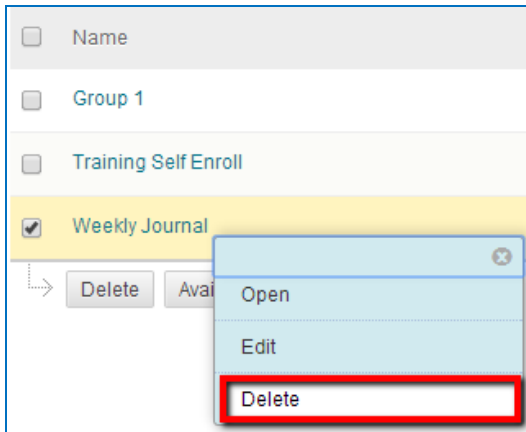 Name
Group 1
Training Self Enroll
Weekly Journal
Delete
Open
Edit
Delete